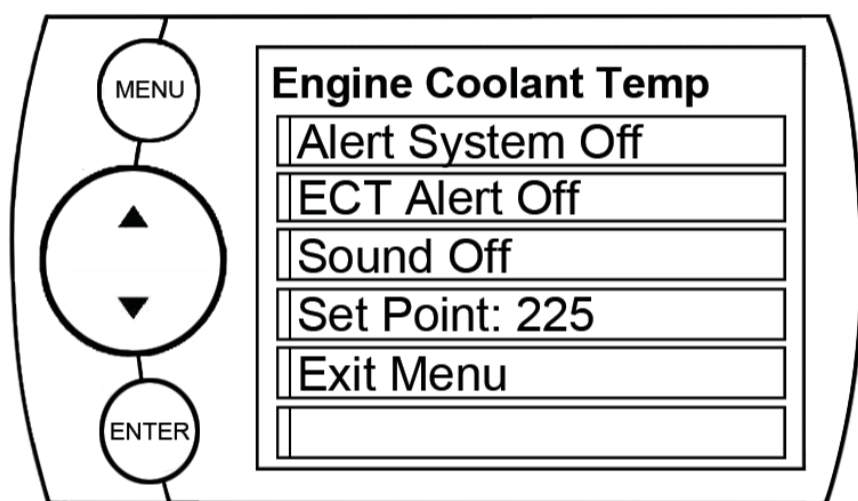 MENU
ENTER
Engine Coolant Temp
Alert System Off
ECT Alert Off
Sound Off
Set Point: 225
Exit Menu